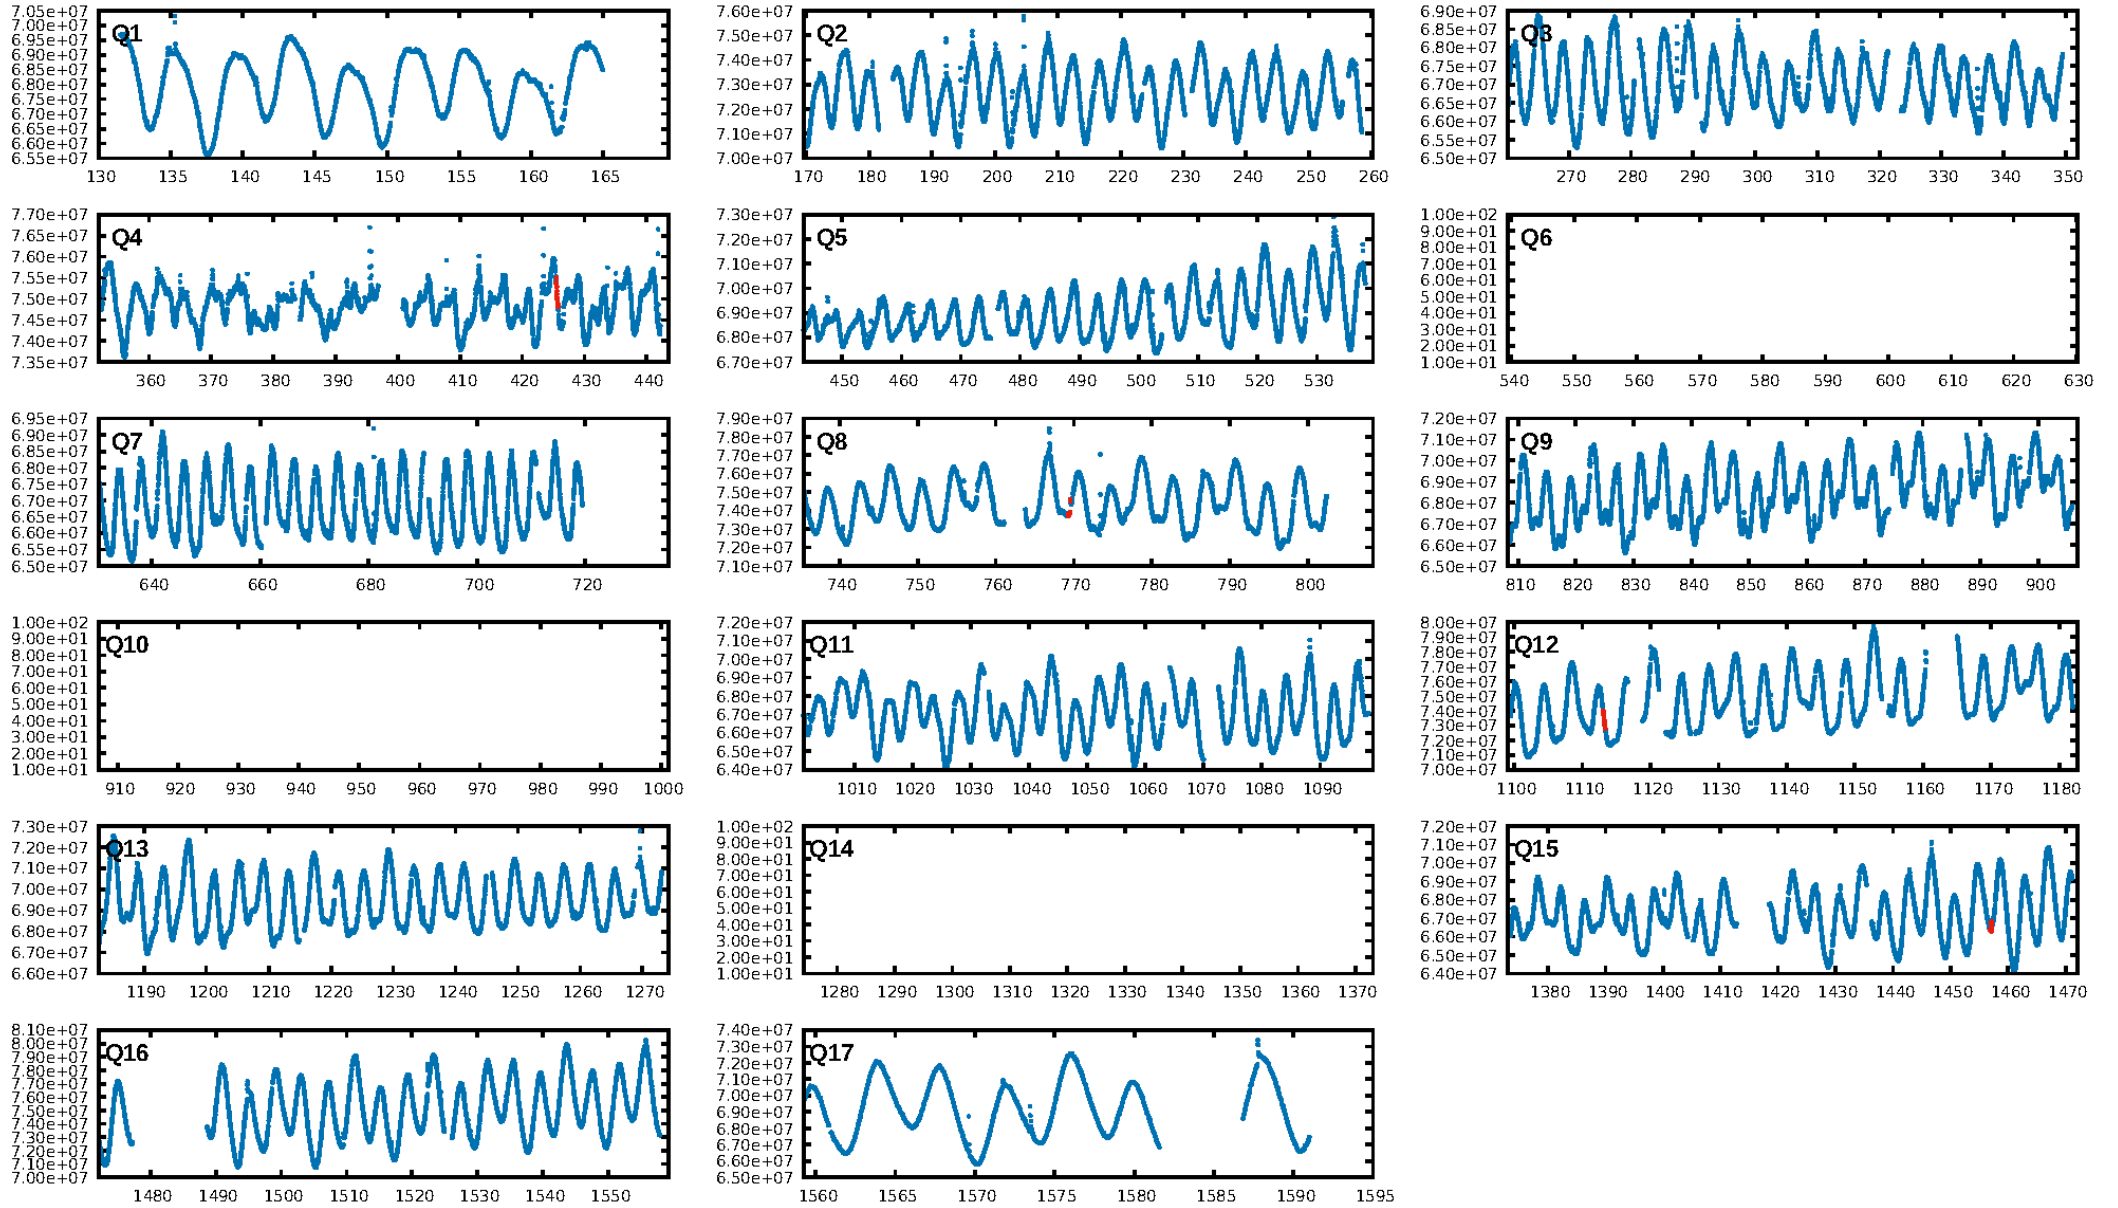 7.05e+07 7.00e+07 6.95e+07 6.90e+07 6.85e+07 6.80e+07 6.75e+07 6.70e+07 6.65e+07 6.60e+07 6.55e+07
Q1
130 135 140 145 150 155 160 165
7.60e+07 7.50e+07 7.40e+07 7.30e+07 7.20e+07 7.10e+07 7.00e+07
Q2
170 180 190 200 210 220 230 240 250 260
6.90e+07 6.85e+07 6.80e+07 6.75e+07 6.70e+07 6.65e+07 6.60e+07 6.55e+07 6.50e+07
Q3
270 280 290 300 310 320 330 340 350
7.70e+07 7.65e+07 7.60e+07 7.55e+07 7.50e+07 7.45e+07 7.40e+07 7.35e+07
Q4
360 370 380 390 400 410 420 430 440
7.30e+07 7.20e+07 7.10e+07 7.00e+07 6.90e+07 6.80e+07 6.70e+07
Q5
450 460 470 480 490 500 510 520 530
1.00e+02 9.00e+01 8.00e+01 7.00e+01 6.00e+01 5.00e+01 4.00e+01 3.00e+01 2.00e+01 1.00e+01
Q6
540 550 560 570 580 590 600 610 620 630
6.95e+07 6.90e+07 6.85e+07 6.80e+07 6.75e+07 6.70e+07 6.65e+07 6.60e+07 6.55e+07 6.50e+07
Q7
640 660 680 700 720
7.90e+07 7.80e+07 7.70e+07 7.60e+07 7.50e+07 7.40e+07 7.30e+07 7.20e+07 7.10e+07
Q8
740 750 760 770 780 790 800
7.20e+07 7.10e+07 7.00e+07 6.90e+07 6.80e+07 6.70e+07 6.60e+07 6.50e+07
Q9
810 820 830 840 850 860 870 880 890 900
1.00e+02 9.00e+01 8.00e+01 7.00e+01 6.00e+01 5.00e+01 4.00e+01 3.00e+01 2.00e+01 1.00e+01
Q10
910 920 930 940 950 960 970 980 990 1000
7.20e+07 7.10e+07 7.00e+07 6.90e+07 6.80e+07 6.70e+07 6.60e+07 6.50e+07 6.40e+07
Q11
1010 1020 1030 1040 1050 1060 1070 1080 1090
8.00e+07 7.90e+07 7.80e+07 7.70e+07 7.60e+07 7.50e+07 7.40e+07 7.30e+07 7.20e+07 7.10e+07 7.00e+07
Q12
1100 1110 1120 1130 1140 1150 1160 1170 1180
7.30e+07 7.20e+07 7.10e+07 7.00e+07 6.90e+07 6.80e+07 6.70e+07 6.60e+07
Q13
1190 1200 1210 1220 1230 1240 1250 1260 1270
1.00e+02 9.00e+01 8.00e+01 7.00e+01 6.00e+01 5.00e+01 4.00e+01 3.00e+01 2.00e+01 1.00e+01
Q14
1280 1290 1300 1310 1320 1330 1340 1350 1360 1370
7.20e+07 7.10e+07 7.00e+07 6.90e+07 6.80e+07 6.70e+07 6.60e+07 6.50e+07 6.40e+07
Q15
1380 1390 1400 1410 1420 1430 1440 1450 1460 1470
8.10e+07 8.00e+07 7.90e+07 7.80e+07 7.70e+07 7.60e+07 7.50e+07 7.40e+07 7.30e+07 7.20e+07 7.10e+07 7.00e+07
Q16
1480 1490 1500 1510 1520 1530 1540 1550
7.40e+07 7.30e+07 7.20e+07 7.10e+07 7.00e+07 6.90e+07 6.80e+07 6.70e+07 6.60e+07 6.50e+07
Q17
1560 1565 1570 1575 1580 1585 1590 1595